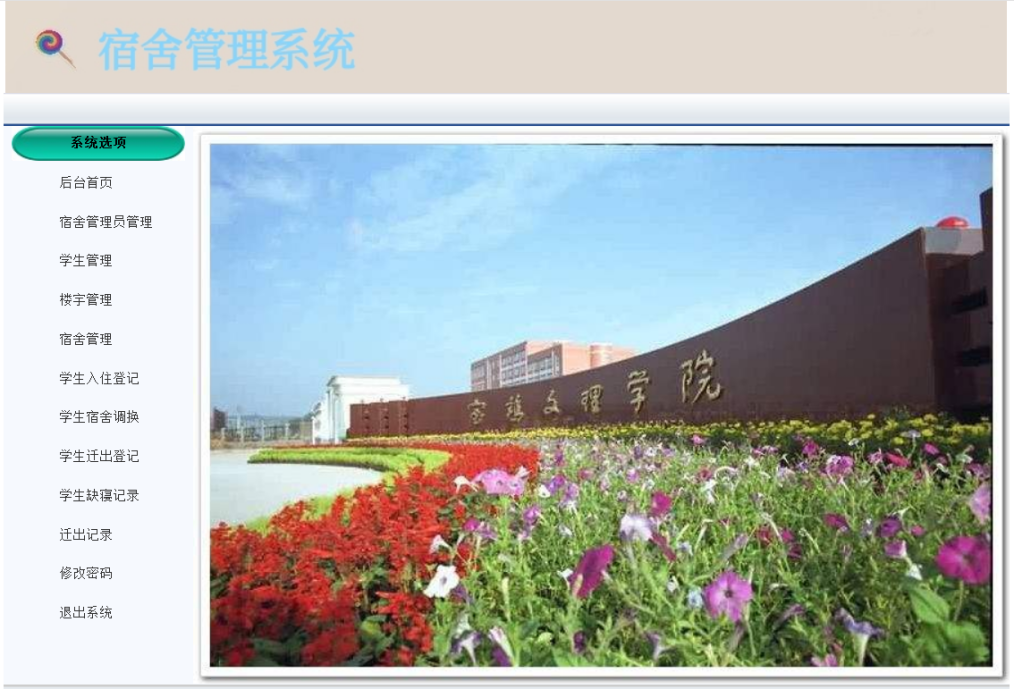 宿舍管理系统
系统选项
后台首页
宿舍管理员管理
学生管理
楼宇管理
宿舍管理
学生入住登记
学生宿舍调换
学生迁出登记
学生缺寝记录
迁出记录
修改密码
退出系统
文理学院